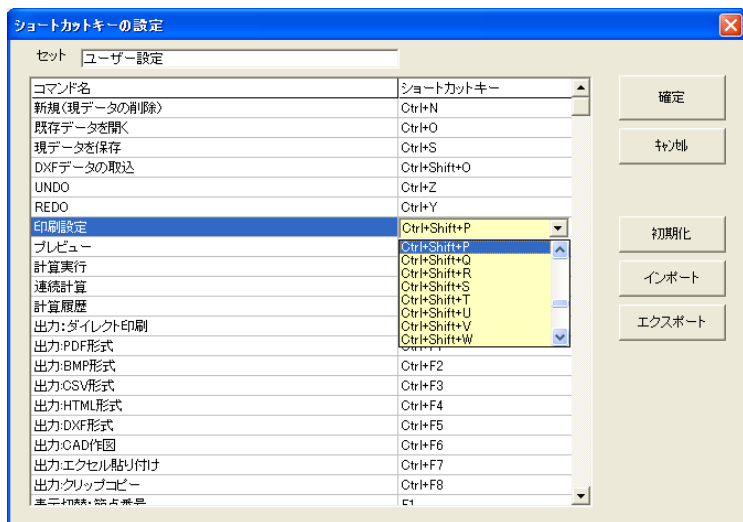 ショートカットキーの設定
セット ユーザー設定
コマンド名 ショートカットキー
新規(現データの削除) Ctrl+N
既存データを開く Ctrl+O
現データを保存 Ctrl+S
DXFデータの取込 Ctrl+Shift+O
UNDO Ctrl+Z
REDO Ctrl+Y
印刷設定 Ctrl+Shift+P
プレビュー Ctrl+Shift+P
Ctrl+Shift+Q
計算実行 Ctrl+Shift+R
連続計算 Ctrl+Shift+S
Ctrl+Shift+T
計算履歴 Ctrl+Shift+U
出力:ダイレクト印刷 Ctrl+Shift+V
出力:PDF形式 Ctrl+Shift+W
出力:BMP形式 Ctrl+F2
出力:CSV形式 Ctrl+F3
出力:HTML形式 Ctrl+F4
出力:DXF形式 Ctrl+F5
出力:CAD作図 Ctrl+F6
出力:エクセル貼り付け Ctrl+F7
出力:クリップコピー Ctrl+F8
表示切替:節点番号 F1
確定
キャンセル
初期化
インポート
エクスポート